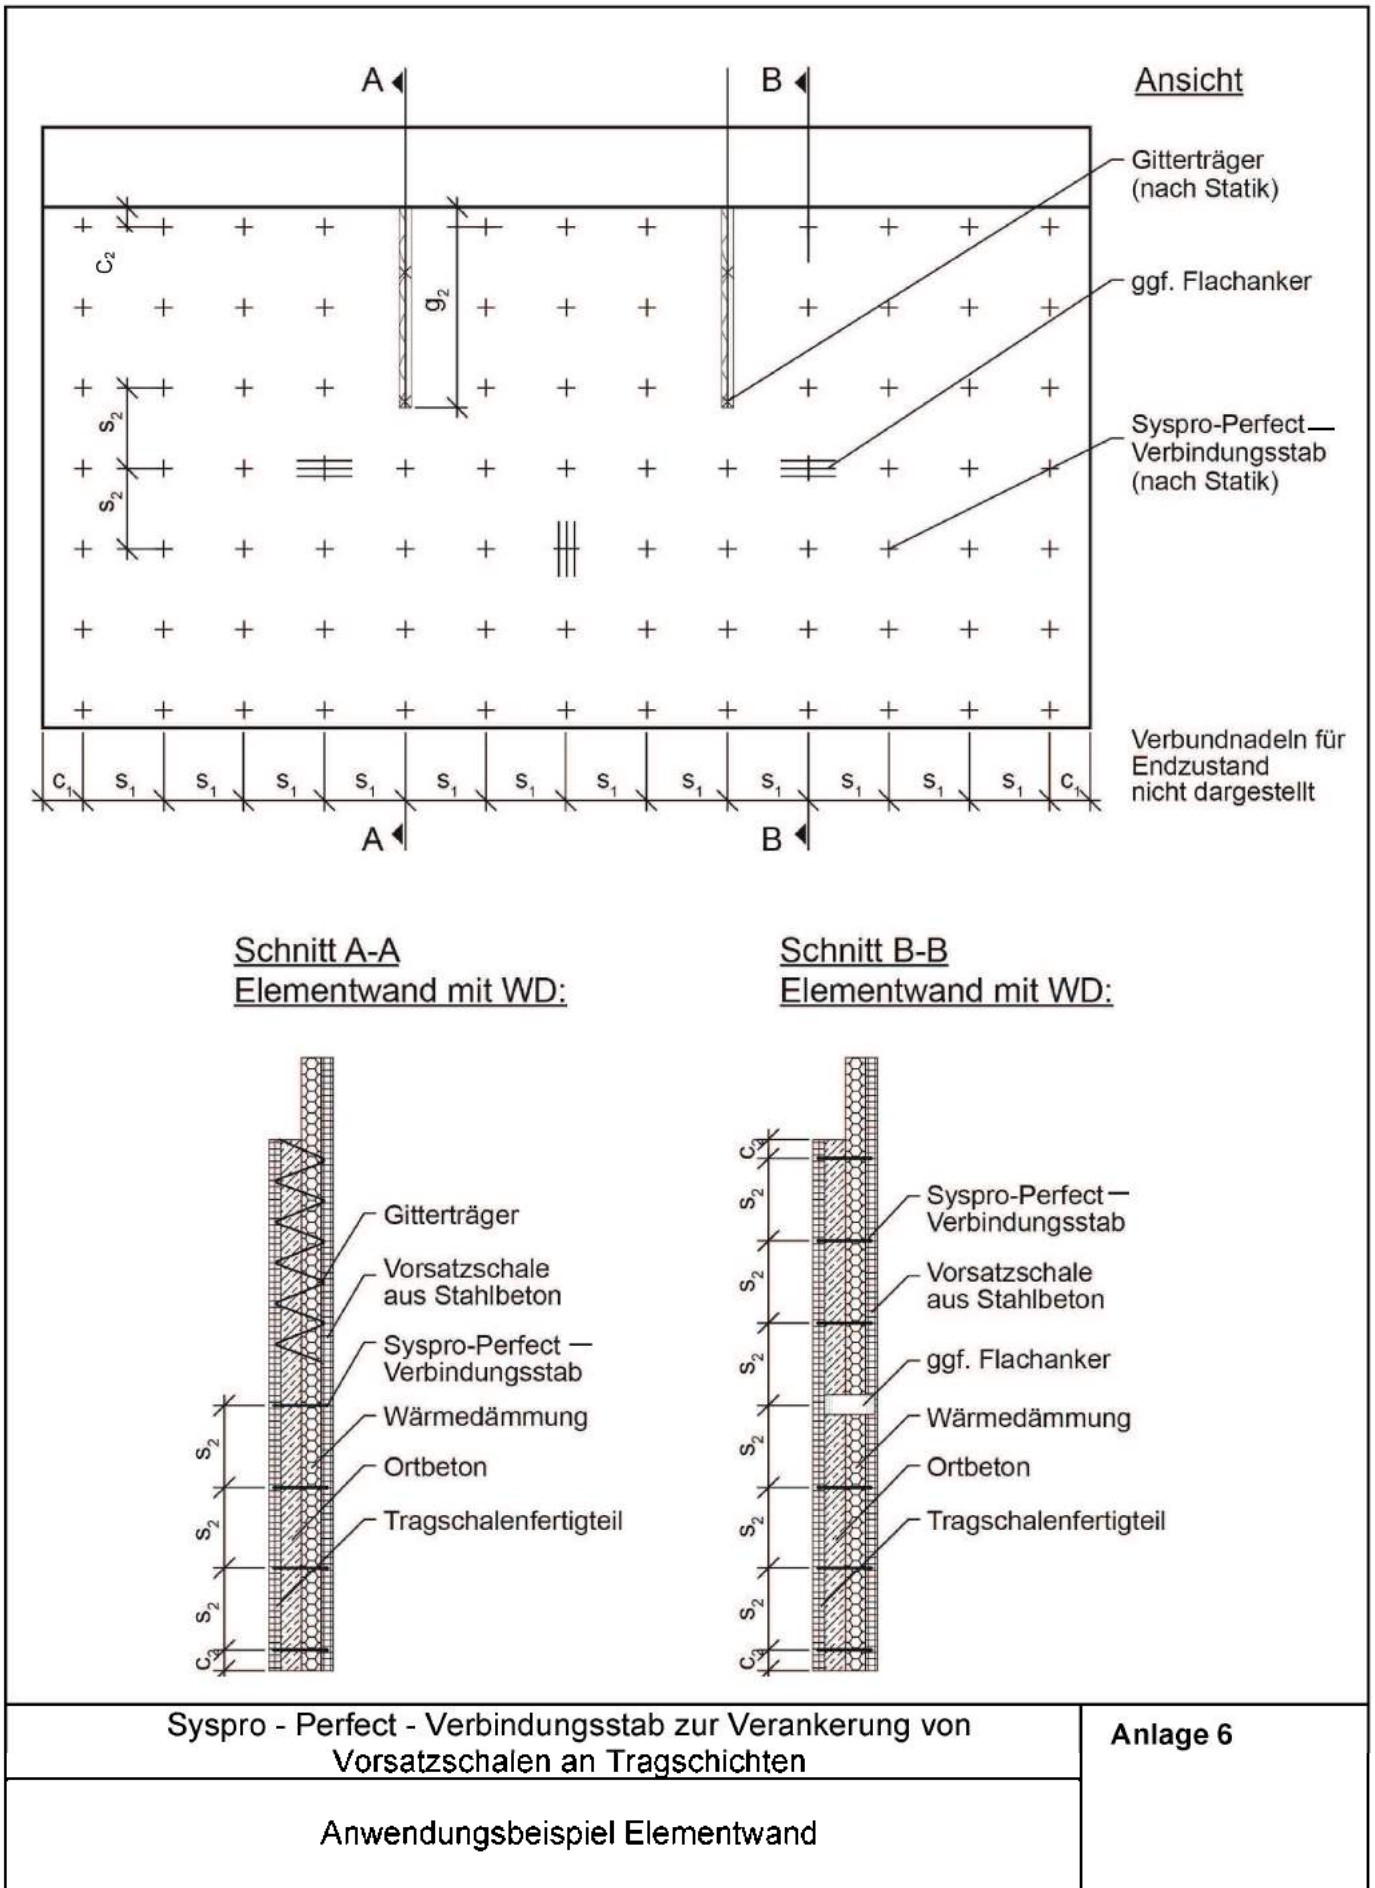 A
B
Ansicht
Gitterträger
(nach Statik)
c₂
g₂
ggf. Flachanker
s₂
s₂
Syspro-Perfect—
Verbindungsstab
(nach Statik)
Verbundnadeln für
Endzustand
nicht dargestellt
c₁ s₁ s₁ s₁ s₁ s₁ s₁ s₁ s₁ s₁ s₁ s₁ s₁ c₁
A
B
Schnitt A-A
Elementwand mit WD:
Gitterträger
Vorsatzschale
aus Stahlbeton
Syspro-Perfect—
Verbindungsstab
Wärmedämmung
Ortbeton
Tragschalenfertigteil
s₂
s₂
s₂
c₂
Schnitt B-B
Elementwand mit WD:
c₂
s₂
s₂
s₂
s₂
s₂
s₂
c₂
Syspro-Perfect—
Verbindungsstab
Vorsatzschale
aus Stahlbeton
ggf. Flachanker
Wärmedämmung
Ortbeton
Tragschalenfertigteil
Syspro - Perfect - Verbindungsstab zur Verankerung von
Vorsatzschalen an Tragschichten
Anlage 6
Anwendungsbeispiel Elementwand